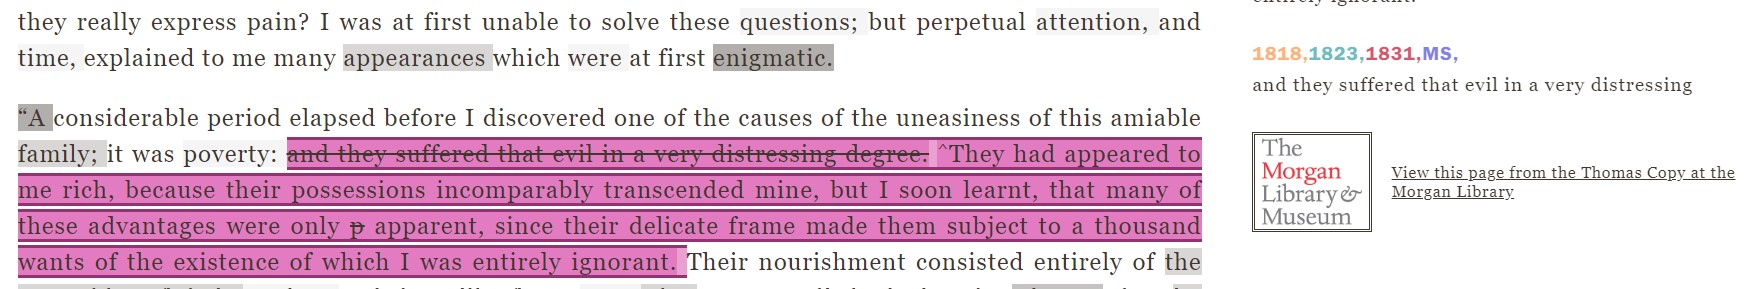 they really express pain? I was at first unable to solve these questions; but perpetual attention, and
time, explained to me many appearances which were at first enigmatic.
“A considerable period elapsed before I discovered one of the causes of the uneasiness of this amiable
family; it was poverty: and they suffered that evil in a very distressing degree. ^They had appeared to
me rich, because their possessions incomparably transcended mine, but I soon learnt, that many of
these advantages were only p apparent, since their delicate frame made them subject to a thousand
wants of the existence of which I was entirely ignorant. Their nourishment consisted entirely of the
entirely ignorant.
1818,1823,1831,MS,
and they suffered that evil in a very distressing
The
Morgan
Library &
Museum
View this page from the Thomas Copy at the
Morgan Library